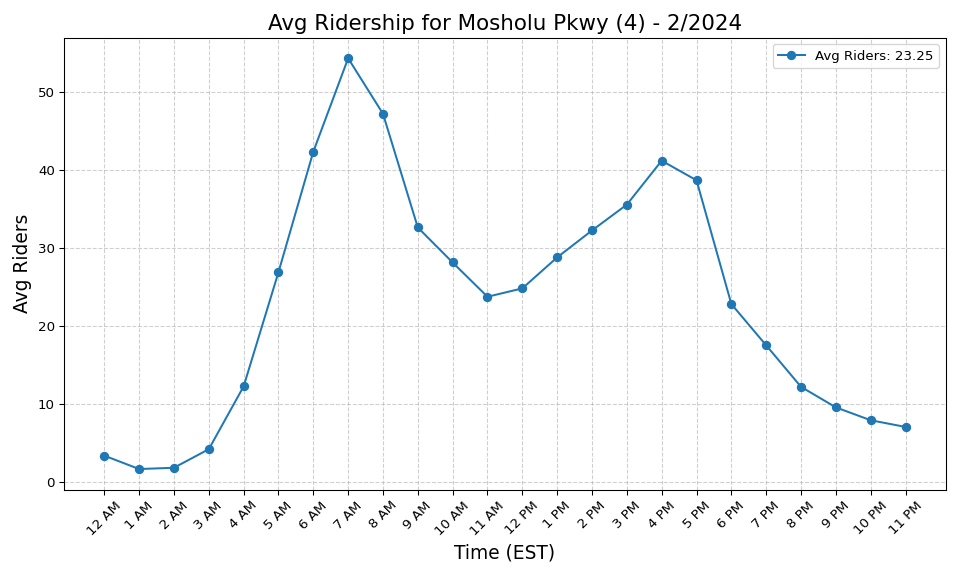 Avg Ridership for Mosholu Pkwy (4) - 2/2024
Avg Riders: 23.25
Avg Riders
50
40
30
20
10
0
12 AM
1 AM
2 AM
3 AM
4 AM
5 AM
6 AM
7 AM
8 AM
9 AM
10 AM
11 AM
12 PM
1 PM
2 PM
3 PM
4 PM
5 PM
6 PM
7 PM
8 PM
9 PM
10 PM
11 PM
Time (EST)